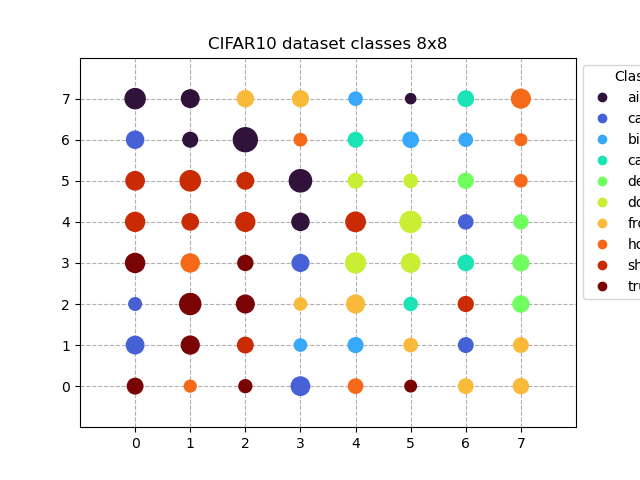 CIFAR10 dataset classes 8x8
Clas
7
ai
ca
6
bi
ca
5
de
do
4
fro
ho
3
sh
tru
2
1
0
0 1 2 3 4 5 6 7